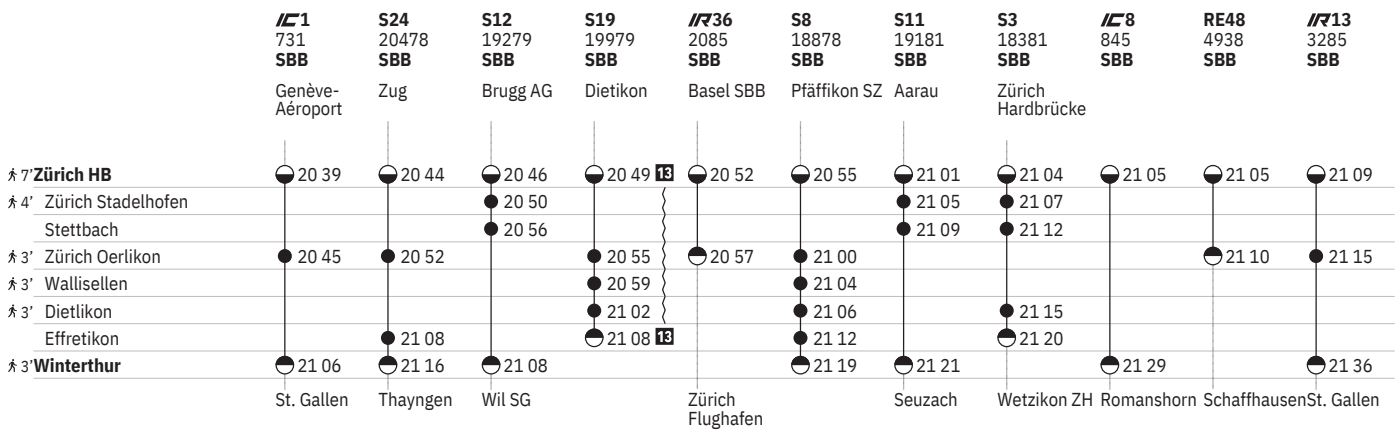 IC1 S24 S12 S19 IR36 S8 S11 S3 IC8 RE48 IR13
731 20478 19279 19979 2085 18878 19181 18381 845 4938 3285
SBB SBB SBB SBB SBB SBB SBB SBB SBB SBB SBB
Genève- Zug Brugg AG Dietikon Basel SBB Pfäffikon SZ Aarau Zürich
Aéroport Hardbrücke
7' Zürich HB 20 39 20 44 20 46 20 49 13 20 52 20 55 21 01 21 04 21 05 21 05 21 09
4' Zürich Stadelhofen 20 50 21 05 21 07
Stettbach 20 56 21 09 21 12
3' Zürich Oerlikon 20 45 20 52 20 55 20 57 21 00 21 10 21 15
3' Wallisellen 20 59 21 04
3' Dietlikon 21 02 21 06 21 15
Effretikon 21 08 21 08 13 21 12 21 20
3' Winterthur 21 06 21 16 21 08 21 19 21 21 21 29 21 36
St. Gallen Thayngen Wil SG Zürich Seuzach Wetzikon ZH Romanshorn Schaffhausen St. Gallen
Flughafen